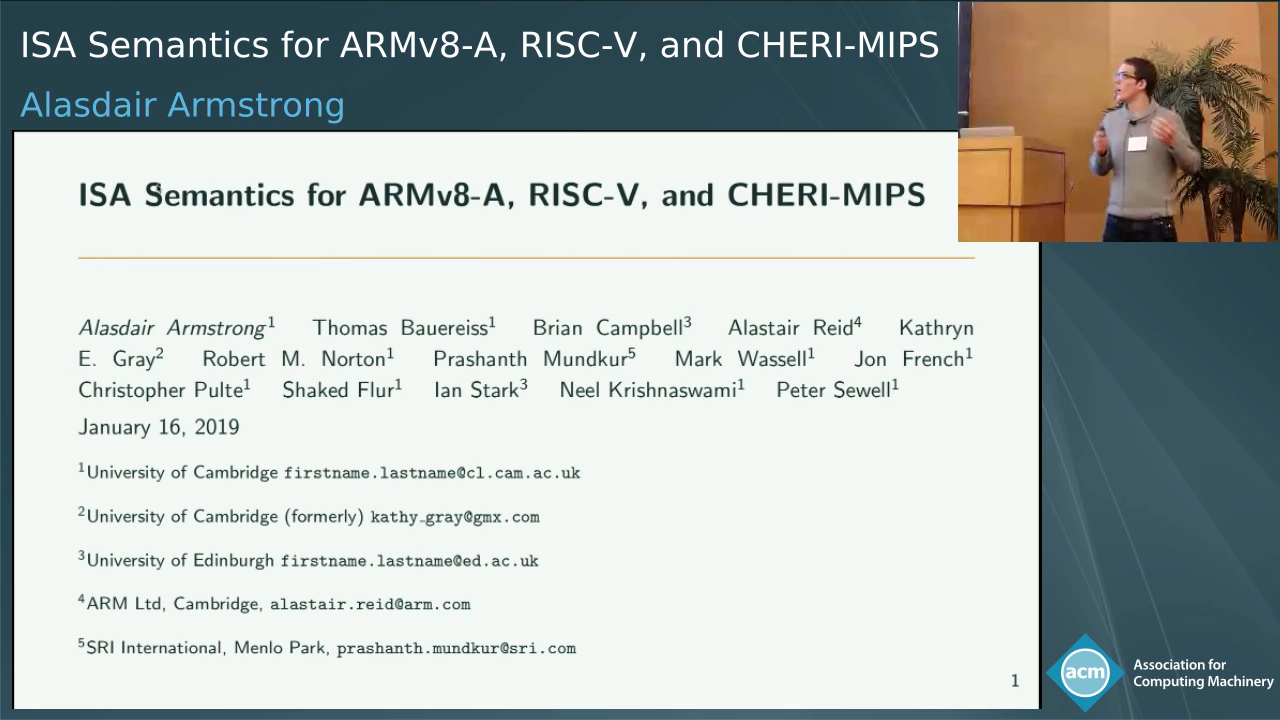 ISA Semantics for ARMv8-A, RISC-V, and CHERI-MIPS
Alasdair Armstrong
ISA Semantics for ARMv8-A, RISC-V, and CHERI-MIPS
Alasdair Armstrong¹ Thomas Bauereiss¹ Brian Campbell³ Alastair Reid⁴ Kathryn
E. Gray² Robert M. Norton¹ Prashanth Mundkur⁵ Mark Wassell¹ Jon French¹
Christopher Pulte¹ Shaked Flur¹ Ian Stark³ Neel Krishnaswami¹ Peter Sewell¹
January 16, 2019
¹University of Cambridge firstname.lastname@cl.cam.ac.uk
²University of Cambridge (formerly) kathy_gray@gmx.com
³University of Edinburgh firstname.lastname@ed.ac.uk
⁴ARM Ltd, Cambridge, alastair.reid@arm.com
⁵SRI International, Menlo Park, prashanth.mundkur@sri.com
1
acm
Association for
Computing Machinery